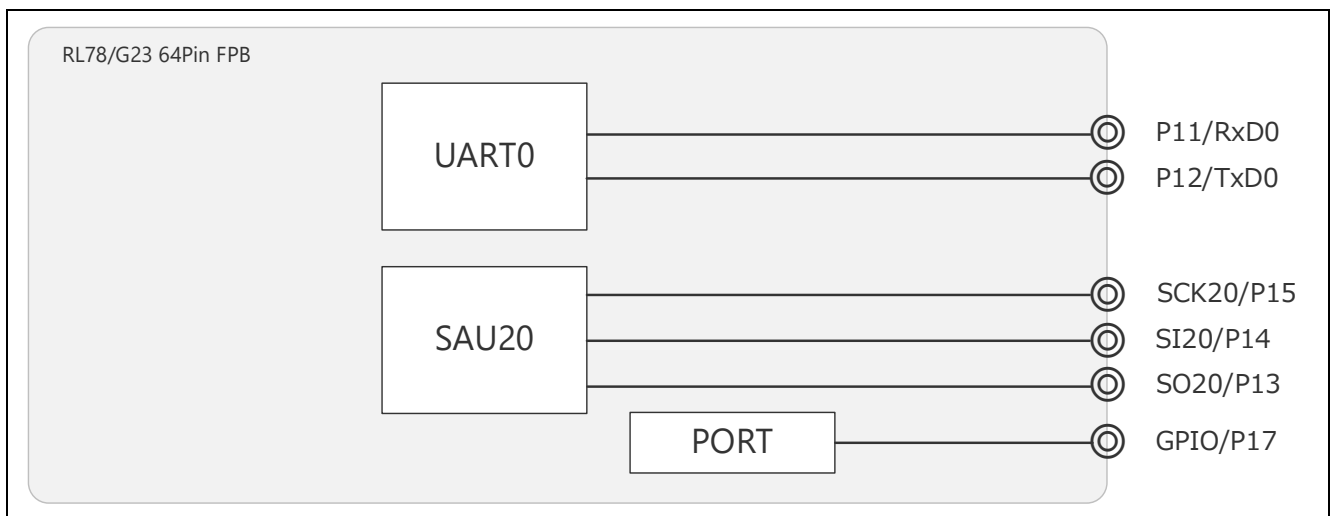 RL78/G23 64Pin FPB
UART0
P11/RxD0
P12/TxD0
SAU20
SCK20/P15
SI20/P14
SO20/P13
PORT
GPIO/P17